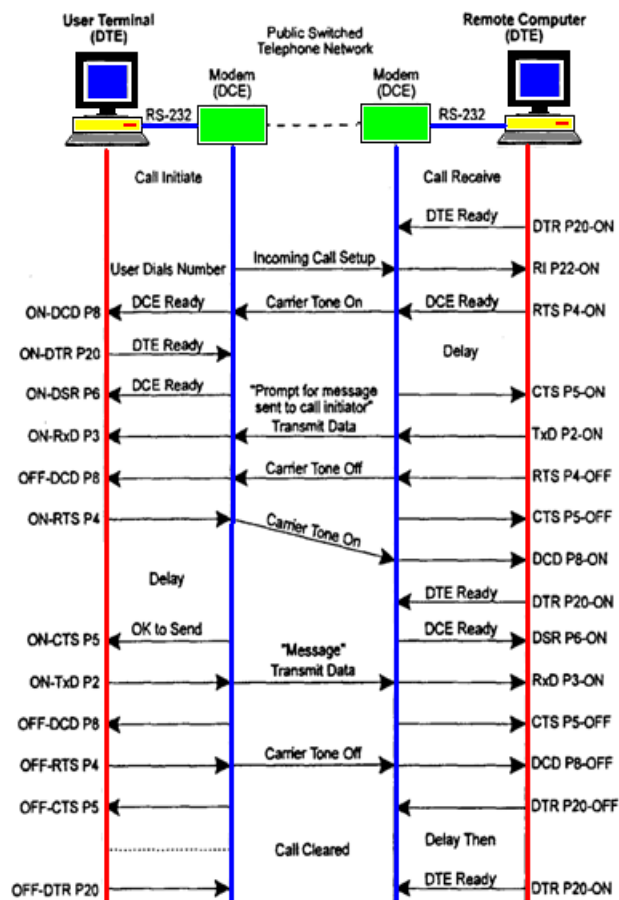 User Terminal
(DTE)
Public Switched
Telephone Network
Remote Computer
(DTE)
Modem
(DCE)
Modem
(DCE)
RS-232
RS-232
Call Initiate
Call Receive
DTE Ready
DTR P20-ON
User Dials Number
Incoming Call Setup
RI P22-ON
ON-DCD P8
DCE Ready
Carrier Tone On
DCE Ready
RTS P4-ON
ON-DTR P20
DTE Ready
Delay
ON-DSR P6
DCE Ready
"Prompt for message
sent to call initiator"
CTS P5-ON
ON-RxD P3
Transmit Data
TxD P2-ON
OFF-DCD P8
Carrier Tone Off
RTS P4-OFF
ON-RTS P4
Carrier Tone On
CTS P5-OFF
DCD P8-ON
Delay
DTE Ready
DTR P20-ON
ON-CTS P5
OK to Send
DCE Ready
DSR P6-ON
"Message"
ON-TxD P2
Transmit Data
RxD P3-ON
OFF-DCD P8
CTS P5-OFF
OFF-RTS P4
Carrier Tone Off
DCD P8-OFF
OFF-CTS P5
DTR P20-OFF
Call Cleared
Delay Then
OFF-DTR P20
DTE Ready
DTR P20-ON